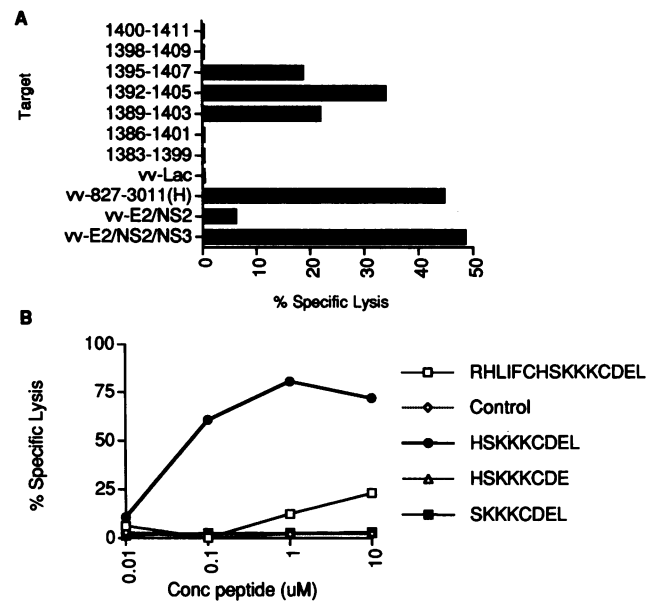 A
Target
1400-1411
1398-1409
1395-1407
1392-1405
1389-1403
1386-1401
1383-1399
vv-Lac
vv-827-3011(H)
vv-E2/NS2
vv-E2/NS2/NS3
0 10 20 30 40 50
% Specific Lysis
B
% Specific Lysis
100
75
50
25
0
0.01 0.11 1 10
Conc peptide (uM)
RHLIFCHSKKKCDEL
Control
HSKKKCDEL
HSKKKCDE
SKKKCDEL